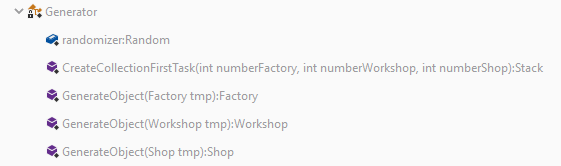 Generator
randomizer:Random
CreateCollectionFirstTask(int numberFactory, int numberWorkshop, int numberShop):Stack
GenerateObject(Factory tmp):Factory
GenerateObject(Workshop tmp):Workshop
GenerateObject(Shop tmp):Shop